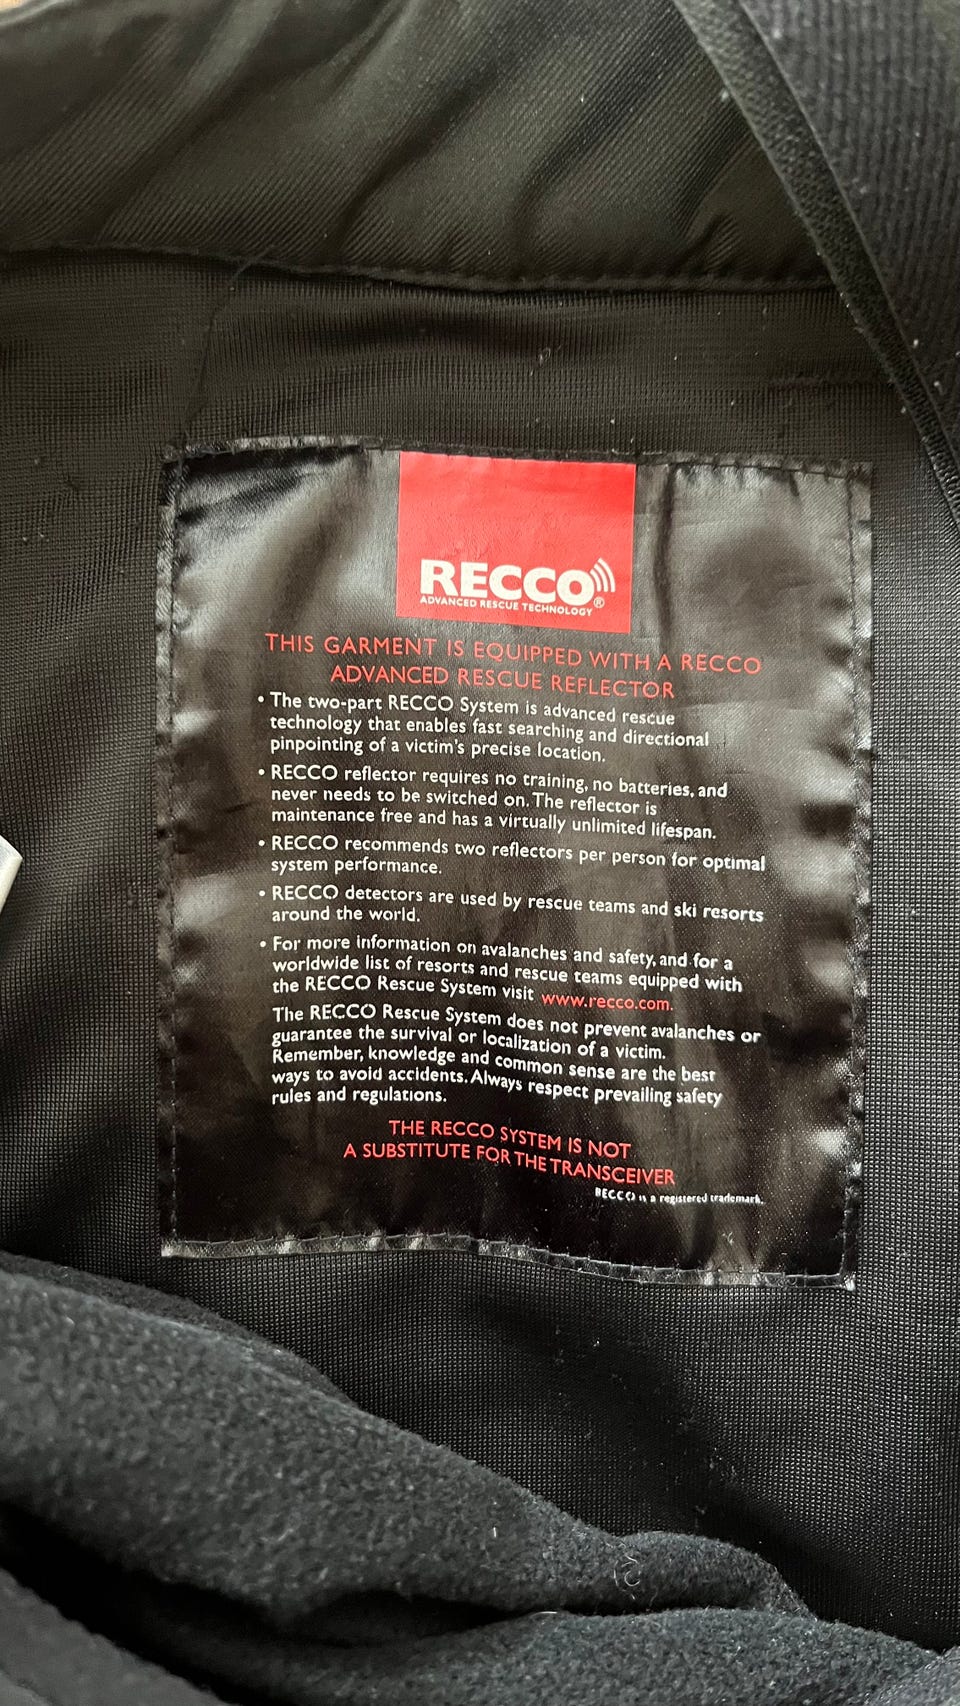 RECCO®
ADVANCED RESCUE TECHNOLOGY
THIS GARMENT IS EQUIPPED WITH A RECCO
ADVANCED RESCUE REFLECTOR
• The two-part RECCO System is advanced rescue
technology that enables fast searching and directional
pinpointing of a victim's precise location.
• RECCO reflector requires no training, no batteries, and
never needs to be switched on. The reflector is
maintenance free and has a virtually unlimited lifespan.
• RECCO recommends two reflectors per person for optimal
system performance.
• RECCO detectors are used by rescue teams and ski resorts
around the world.
• For more information on avalanches and safety, and for a
worldwide list of resorts and rescue teams equipped with
the RECCO Rescue System visit www.recco.com.
The RECCO Rescue System does not prevent avalanches or
guarantee the survival or localization of a victim.
Remember, knowledge and common sense are the best
ways to avoid accidents. Always respect prevailing safety
rules and regulations.
THE RECCO SYSTEM IS NOT
A SUBSTITUTE FOR THE TRANSCEIVER
RECCO is a registered trademark.